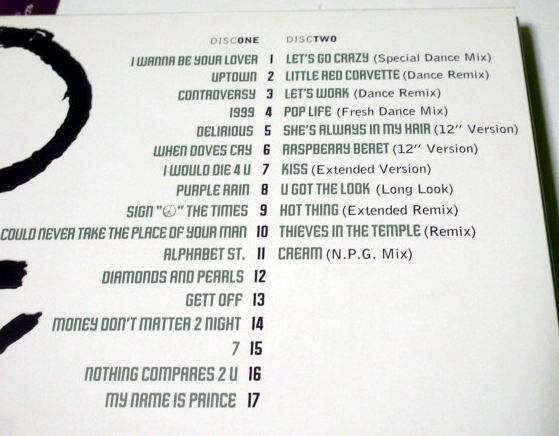 DISCONE DISCTWO
I WANNA BE YOUR LOVER 1 LET'S GO CRAZY (Special Dance Mix)
UPTOWN 2 LITTLE RED CORVETTE (Dance Remix)
CONTROVERSY 3 LET'S WORK (Dance Remix)
1999 4 POP LIFE (Fresh Dance Mix)
DELIRIOUS 5 SHE'S ALWAYS IN MY HAIR (12" Version)
WHEN DOVES CRY 6 RASPBERRY BERET (12" Version)
I WOULD DIE 4 U 7 KISS (Extended Version)
PURPLE RAIN 8 U GOT THE LOOK (Long Look)
SIGN "☮" THE TIMES 9 HOT THING (Extended Remix)
COULD NEVER TAKE THE PLACE OF YOUR MAN 10 THIEVES IN THE TEMPLE (Remix)
ALPHABET ST. 11 CREAM (N.P.G. Mix)
DIAMONDS AND PEARLS 12
GETT OFF 13
MONEY DON'T MATTER 2 NIGHT 14
7 15
NOTHING COMPARES 2 U 16
MY NAME IS PRINCE 17